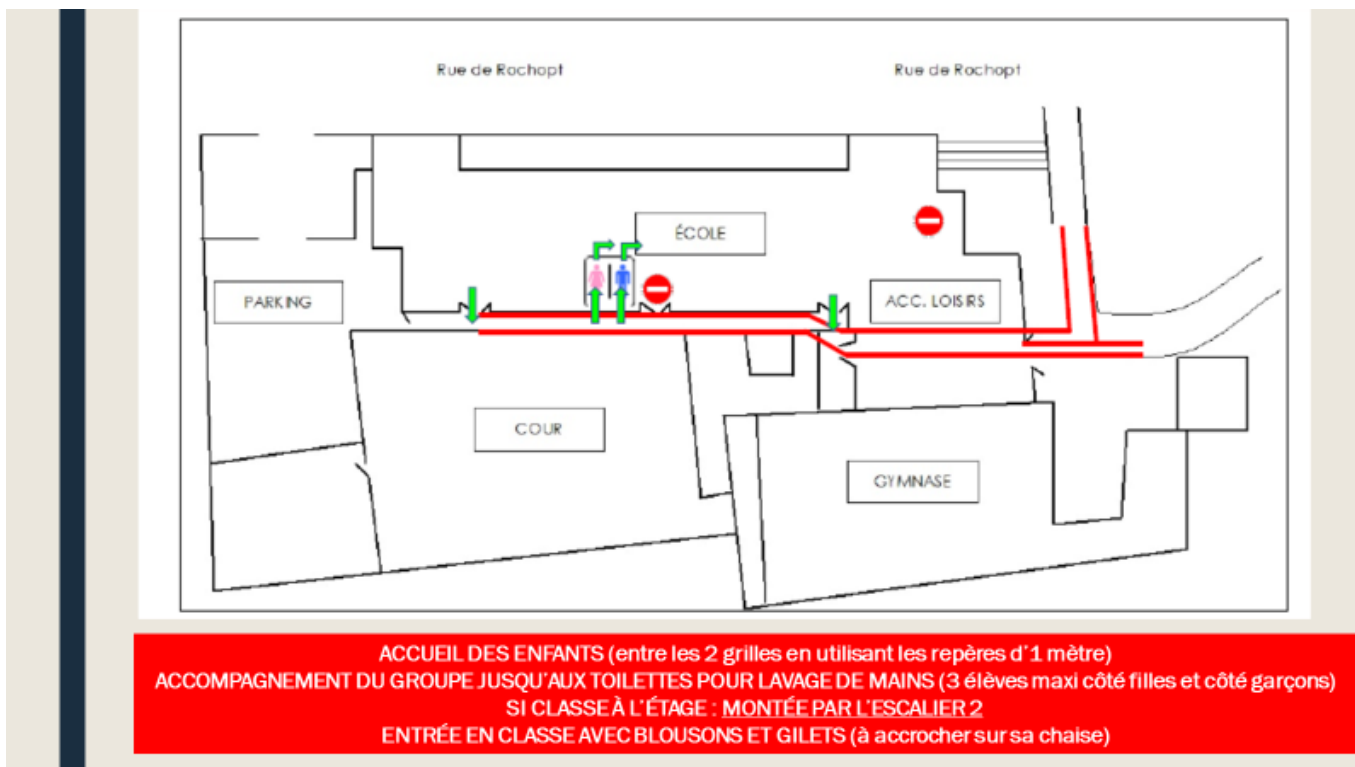 Rue de Rochopt
Rue de Rochopt
ÉCOLE
PARKING
ACC. LOISIRS
COUR
GYMNASE
ACCUEIL DES ENFANTS (entre les 2 grilles en utilisant les repères d'1 mètre)
ACCOMPAGNEMENT DU GROUPE JUSQU'AUX TOILETTES POUR LAVAGE DE MAINS (3 élèves maxi côté filles et côté garçons)
SI CLASSE À L'ÉTAGE : MONTÉE PAR L'ESCALIER 2
ENTRÉE EN CLASSE AVEC BLOUSONS ET GILETS (à accrocher sur sa chaise)